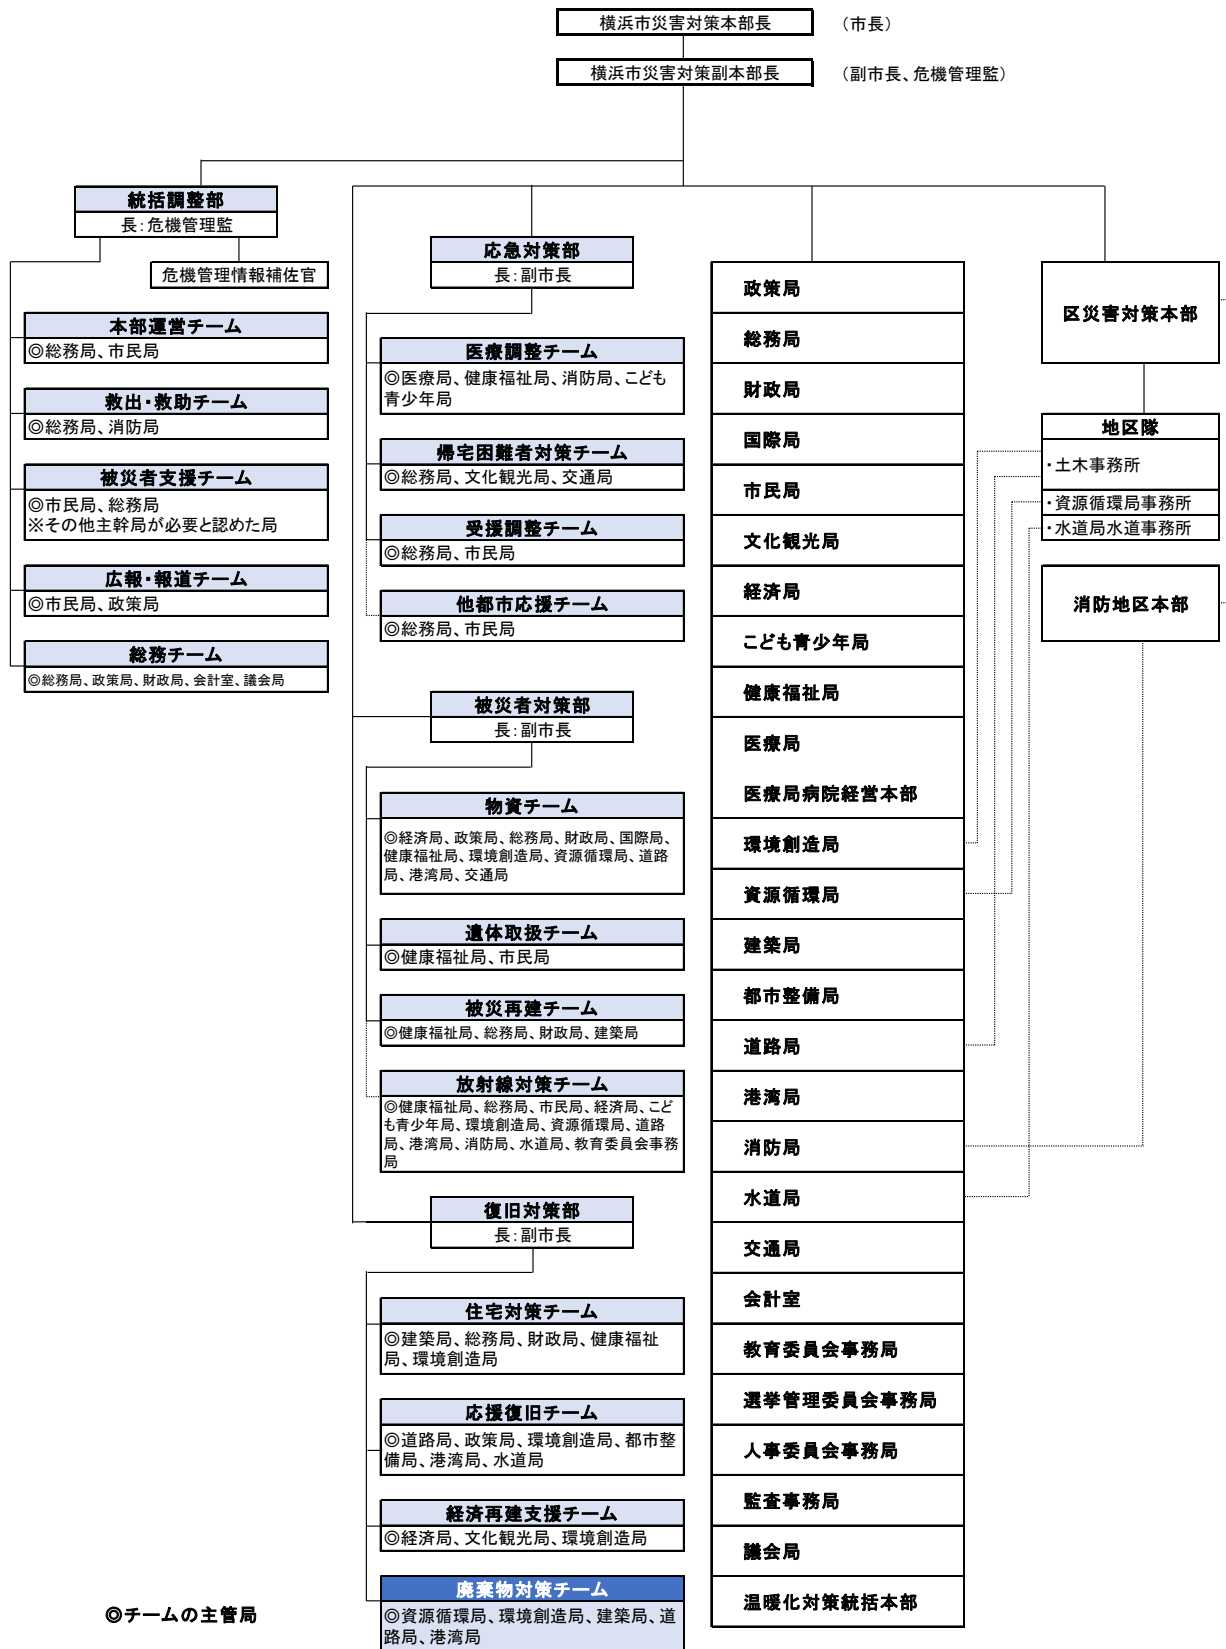 横浜市災害対策本部長
（市長）
横浜市災害対策副本部長
（副市長、危機管理監）
統括調整部
長：危機管理監
危機管理情報補佐官
本部運営チーム
◎総務局、市民局
救出・救助チーム
◎総務局、消防局
被災者支援チーム
◎市民局、総務局
※その他主幹局が必要と認めた局
広報・報道チーム
◎市民局、政策局
総務チーム
◎総務局、政策局、財政局、会計室、議会局
応急対策部
長：副市長
医療調整チーム
◎医療局、健康福祉局、消防局、こども
青少年局
帰宅困難者対策チーム
◎総務局、文化観光局、交通局
受援調整チーム
◎総務局、市民局
他都市応援チーム
◎総務局、市民局
被災者対策部
長：副市長
物資チーム
◎経済局、政策局、総務局、財政局、国際局、
健康福祉局、環境創造局、資源循環局、道路
局、港湾局、交通局
遺体取扱チーム
◎健康福祉局、市民局
被災再建チーム
◎健康福祉局、総務局、財政局、建築局
放射線対策チーム
◎健康福祉局、総務局、市民局、経済局、こど
も青少年局、環境創造局、資源循環局、道路
局、港湾局、消防局、水道局、教育委員会事務
局
復旧対策部
長：副市長
住宅対策チーム
◎建築局、総務局、財政局、健康福祉
局、環境創造局
応援復旧チーム
◎道路局、政策局、環境創造局、都市整
備局、港湾局、水道局
経済再建支援チーム
◎経済局、文化観光局、環境創造局
廃棄物対策チーム
◎資源循環局、環境創造局、建築局、道
路局、港湾局
政策局
総務局
財政局
国際局
市民局
文化観光局
経済局
こども青少年局
健康福祉局
医療局
医療局病院経営本部
環境創造局
資源循環局
建築局
都市整備局
道路局
港湾局
消防局
水道局
交通局
会計室
教育委員会事務局
選挙管理委員会事務局
人事委員会事務局
監査事務局
議会局
温暖化対策統括本部
区災害対策本部
地区隊
・土木事務所
・資源循環局事務所
・水道局水道事務所
消防地区本部
◎チームの主管局